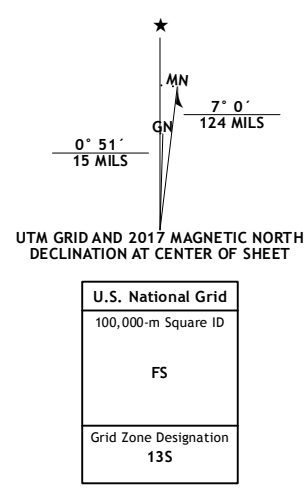 ★
MN
7° 0´
124 MILS
GN
0° 51´
15 MILS
UTM GRID AND 2017 MAGNETIC NORTH
DECLINATION AT CENTER OF SHEET
U.S. National Grid
100,000-m Square ID
FS
Grid Zone Designation
13S